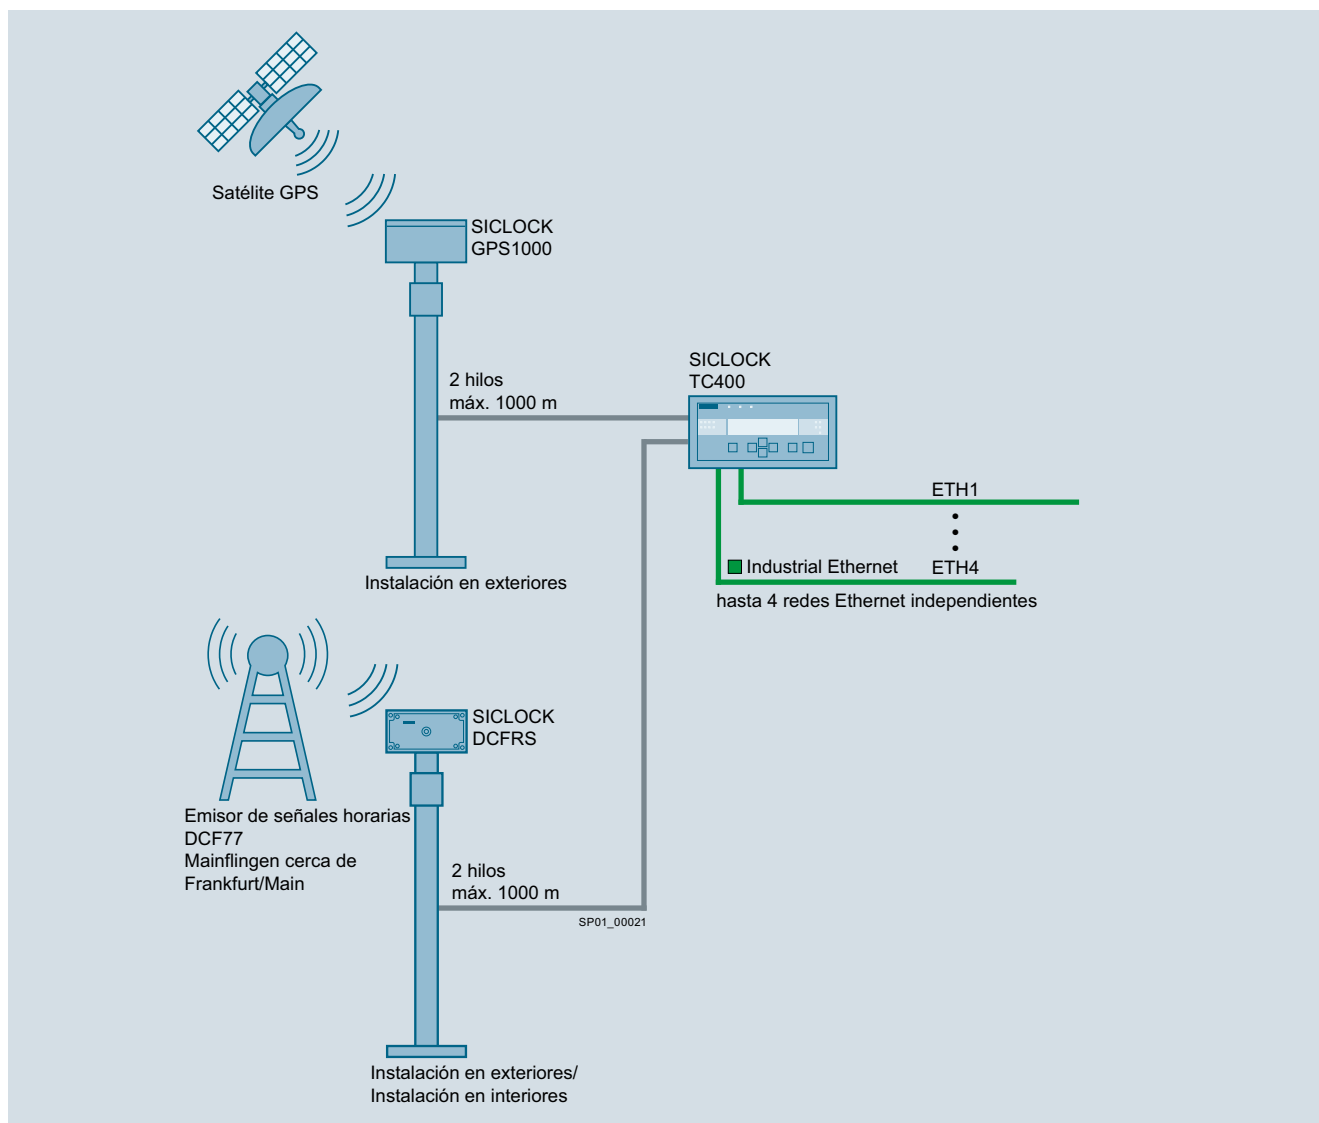 Satélite GPS
SICLOCK
GPS1000
2 hilos
máx. 1000 m
SICLOCK
TC400
ETH1
Industrial Ethernet
ETH4
hasta 4 redes Ethernet independientes
Instalación en exteriores
SICLOCK
DCFRS
Emisor de señales horarias
DCF77
Mainflingen cerca de
Frankfurt/Main
2 hilos
máx. 1000 m
SP01_00021
Instalación en exteriores/
Instalación en interiores